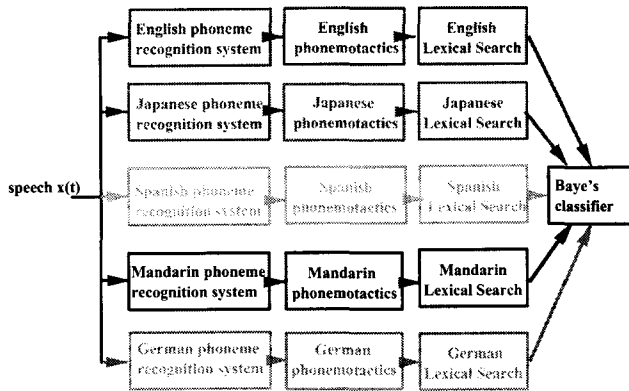 English phoneme
recognition system
English
phonemotactics
English
Lexical Search
Japanese phoneme
recognition system
Japanese
phonemotactics
Japanese
Lexical Search
speech x(t)
Spanish phoneme
recognition system
Spanish
phonemotactics
Spanish
Lexical Search
Baye's
classifier
Mandarin phoneme
recognition system
Mandarin
phonemotactics
Mandarin
Lexical Search
German phoneme
recognition system
German
phonemotactics
German
Lexical Search